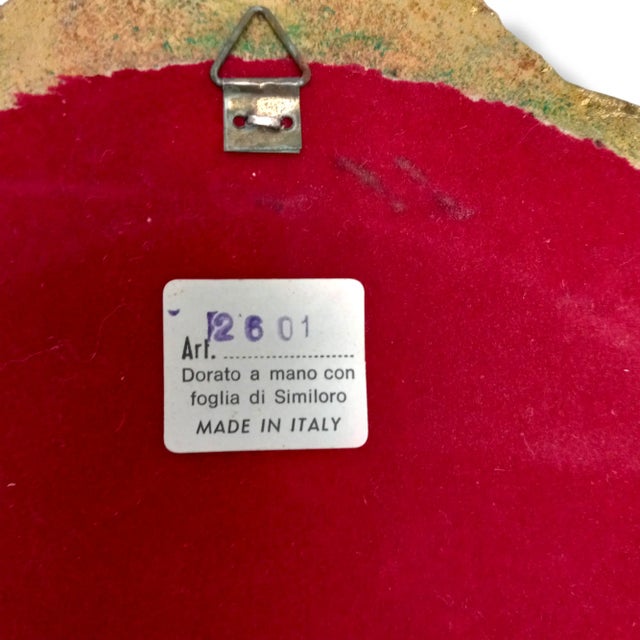 2601
Art. ........................
Dorato a mano con
foglia di Similoro
MADE IN ITALY